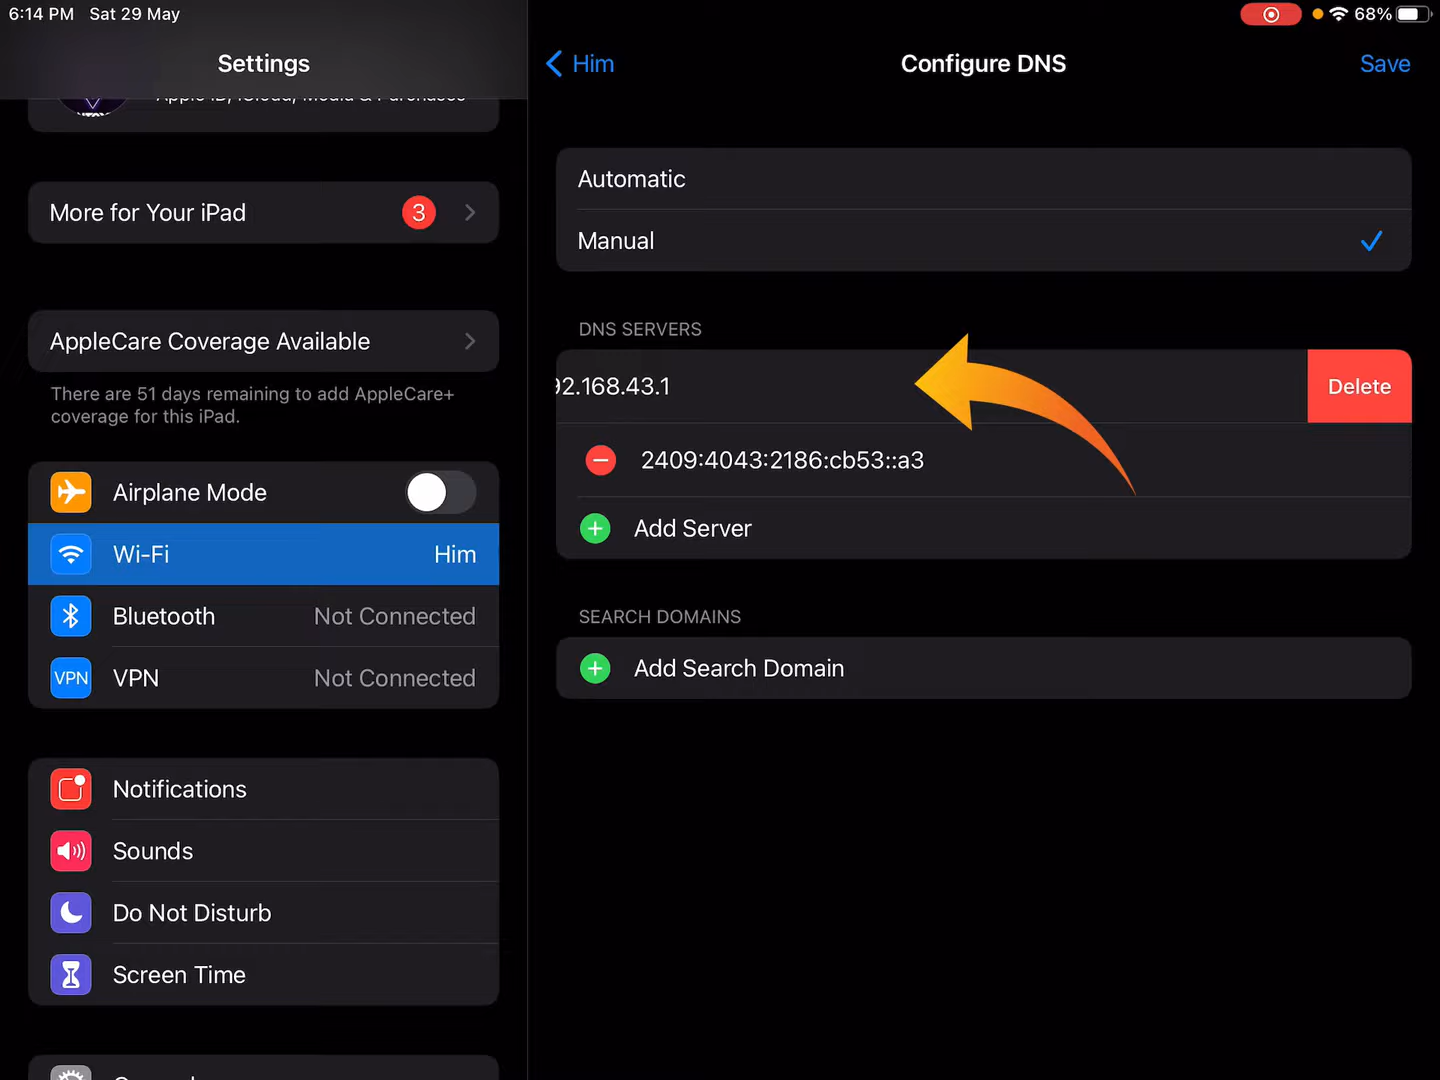 6:14 PM Sat 29 May
68%
Settings
More for Your iPad
3
AppleCare Coverage Available
There are 51 days remaining to add AppleCare+
coverage for this iPad.
Airplane Mode
Wi-Fi
Him
Bluetooth
Not Connected
VPN
VPN
Not Connected
Notifications
Sounds
Do Not Disturb
Screen Time
Him
Configure DNS
Save
Automatic
Manual
DNS SERVERS
92.168.43.1
Delete
2409:4043:2186:cb53::a3
Add Server
SEARCH DOMAINS
Add Search Domain